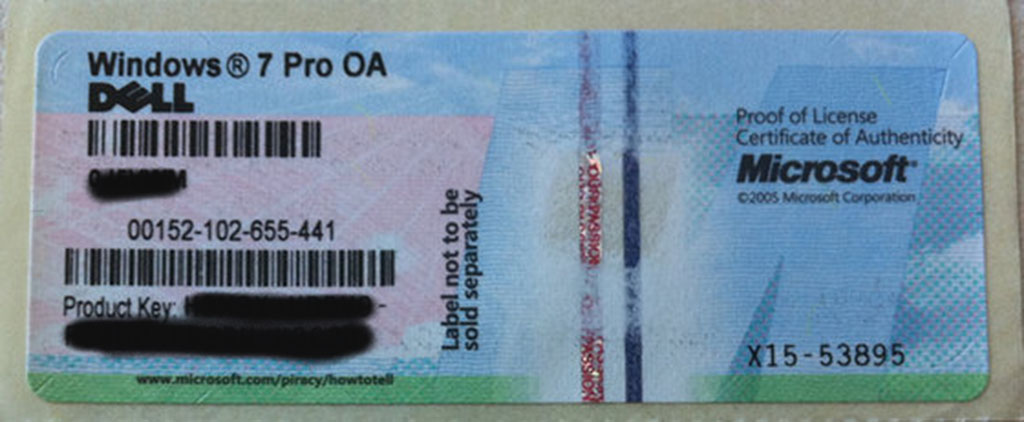 Windows® 7 Pro OA
DELL
00152-102-655-441
Product Key: -
www.microsoft.com/piracy/howtotell
Label not to be
sold separately
Proof of License
Certificate of Authenticity
Microsoft®
©2005 Microsoft Corporation
X15-53895